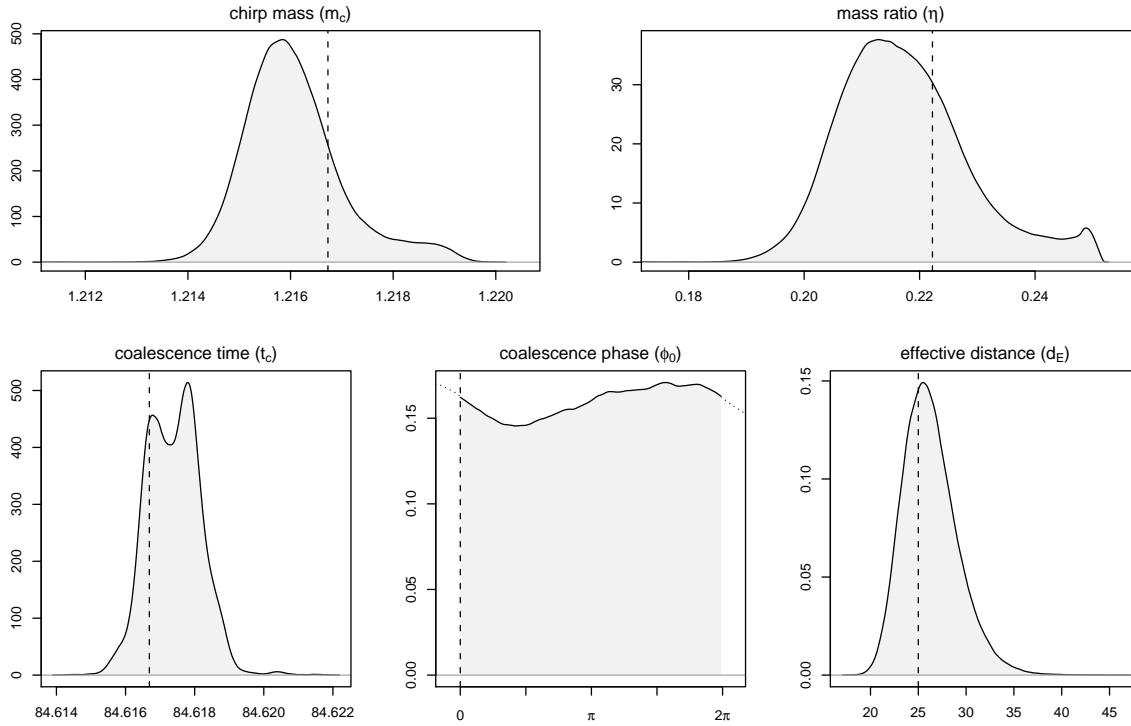 chirp mass (m_c)
mass ratio (η)
500
400
300
200
100
0
30
20
10
0
1.212 1.214 1.216 1.218 1.220
0.18 0.20 0.22 0.24
coalescence time (t_c)
coalescence phase (ϕ_0)
effective distance (d_E)
500
400
300
200
100
0
0.15
0.10
0.05
0.00
0.15
0.10
0.05
0.00
84.614 84.616 84.618 84.620 84.622
0 π 2π
20 25 30 35 40 45